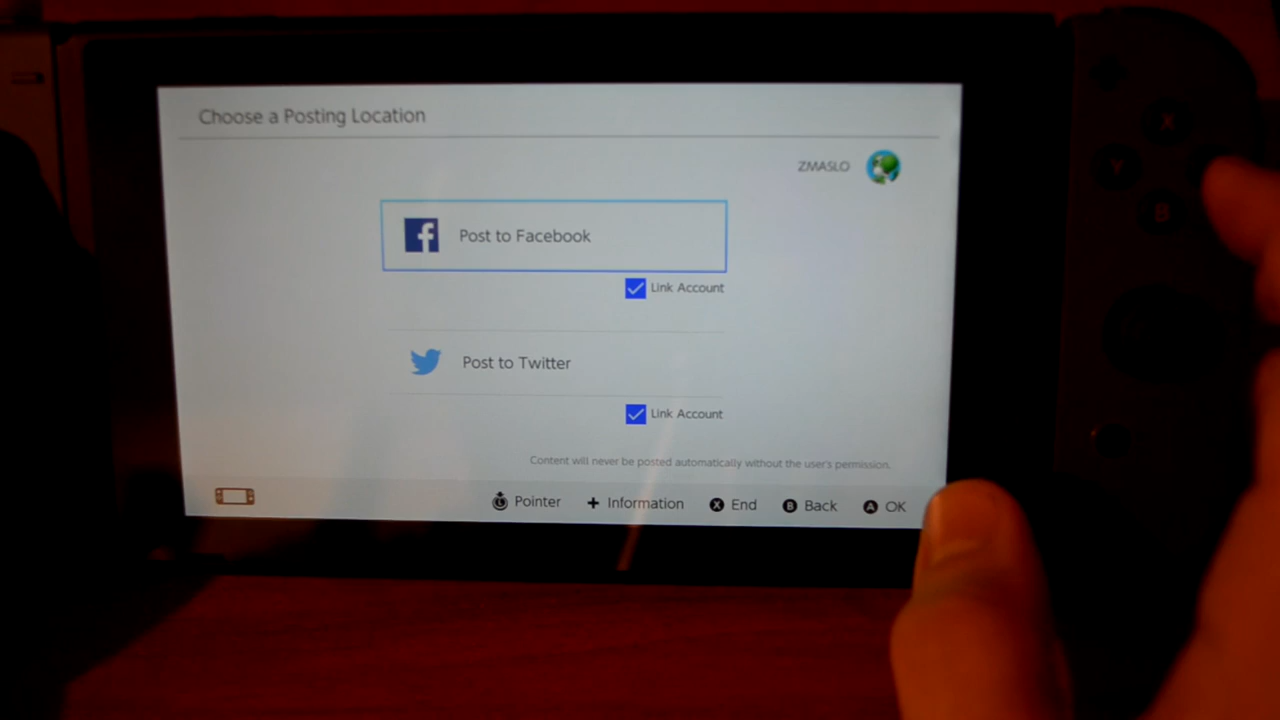 Choose a Posting Location
ZMASLO
Post to Facebook
Link Account
Post to Twitter
Link Account
Content will never be posted automatically without the user's permission.
L Pointer + Information X End B Back A OK
X
Y
B